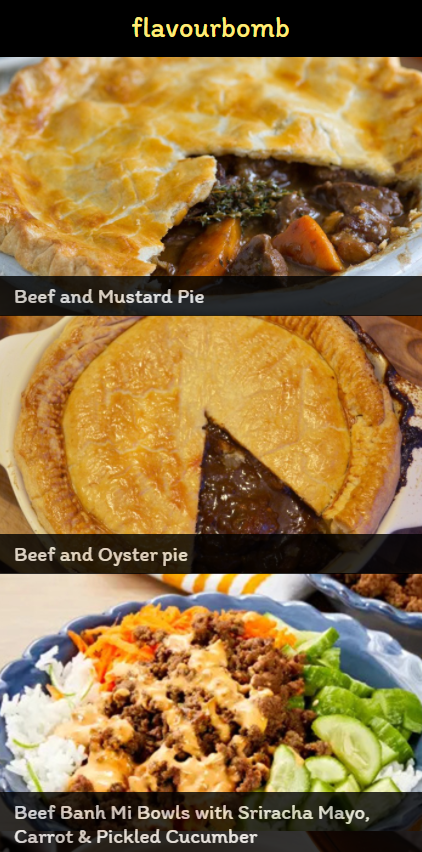 flavourbomb
Beef and Mustard Pie
Beef and Oyster pie
Beef Banh Mi Bowls with Sriracha Mayo,
Carrot & Pickled Cucumber